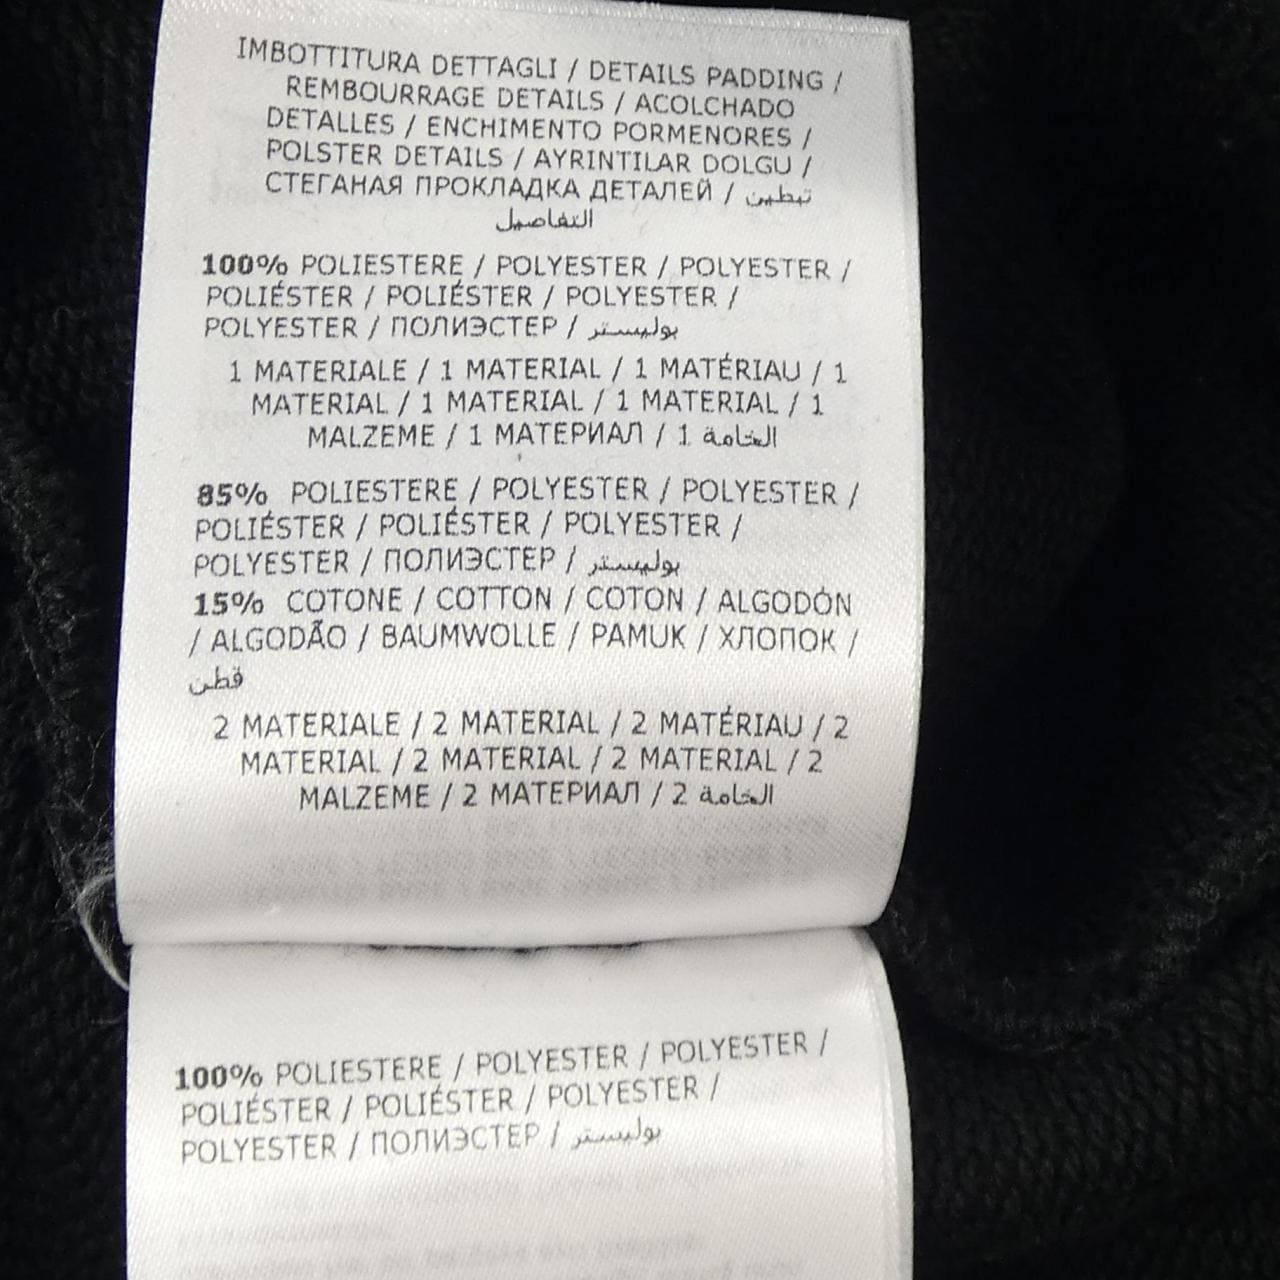 IMBOTTITURA DETTAGLI / DETAILS PADDING /
REMBOURRAGE DETAILS / ACOLCHADO
DETALLES / ENCHIMENTO PORMENORES /
POLSTER DETAILS / AYRINTILAR DOLGU /
СТЕГАНАЯ ПРОКЛАДКА ДЕТАЛЕЙ / تبطين
التفاصيل
100% POLIESTERE / POLYESTER / POLYESTER /
POLIÉSTER / POLIÉSTER / POLYESTER /
POLYESTER / ПОЛИЭСТЕР / بوليستر
1 MATERIALE / 1 MATERIAL / 1 MATÉRIAU / 1
MATERIAL / 1 MATERIAL / 1 MATERIAL / 1
MALZEME / 1 МАТЕРИАЛ / 1 الخامة
85% POLIESTERE / POLYESTER / POLYESTER /
POLIÉSTER / POLIÉSTER / POLYESTER /
POLYESTER / ПОЛИЭСТЕР / بوليستر
15% COTONE / COTTON / COTON / ALGODÓN
/ ALGODÃO / BAUMWOLLE / PAMUK / ХЛОПОК /
قطن
2 MATERIALE / 2 MATERIAL / 2 MATÉRIAU / 2
MATERIAL / 2 MATERIAL / 2 MATERIAL / 2
MALZEME / 2 МАТЕРИАЛ / 2 الخامة
100% POLIESTERE / POLYESTER / POLYESTER /
POLIÉSTER / POLIÉSTER / POLYESTER /
POLYESTER / ПОЛИЭСТЕР / بوليستر